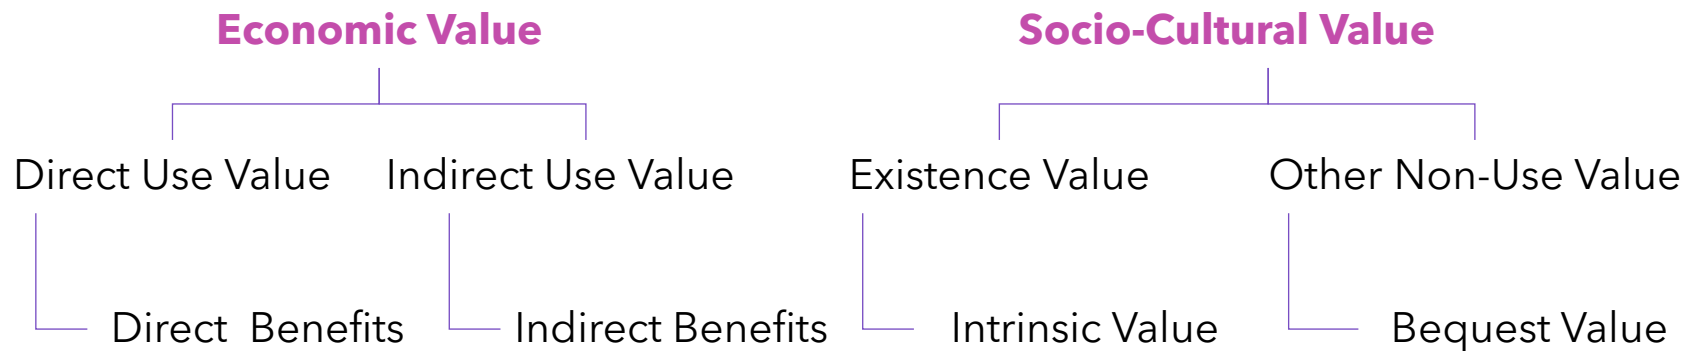 Economic Value
Socio-Cultural Value
Direct Use Value
Indirect Use Value
Existence Value
Other Non-Use Value
Direct  Benefits
Indirect Benefits
Intrinsic Value
Bequest Value